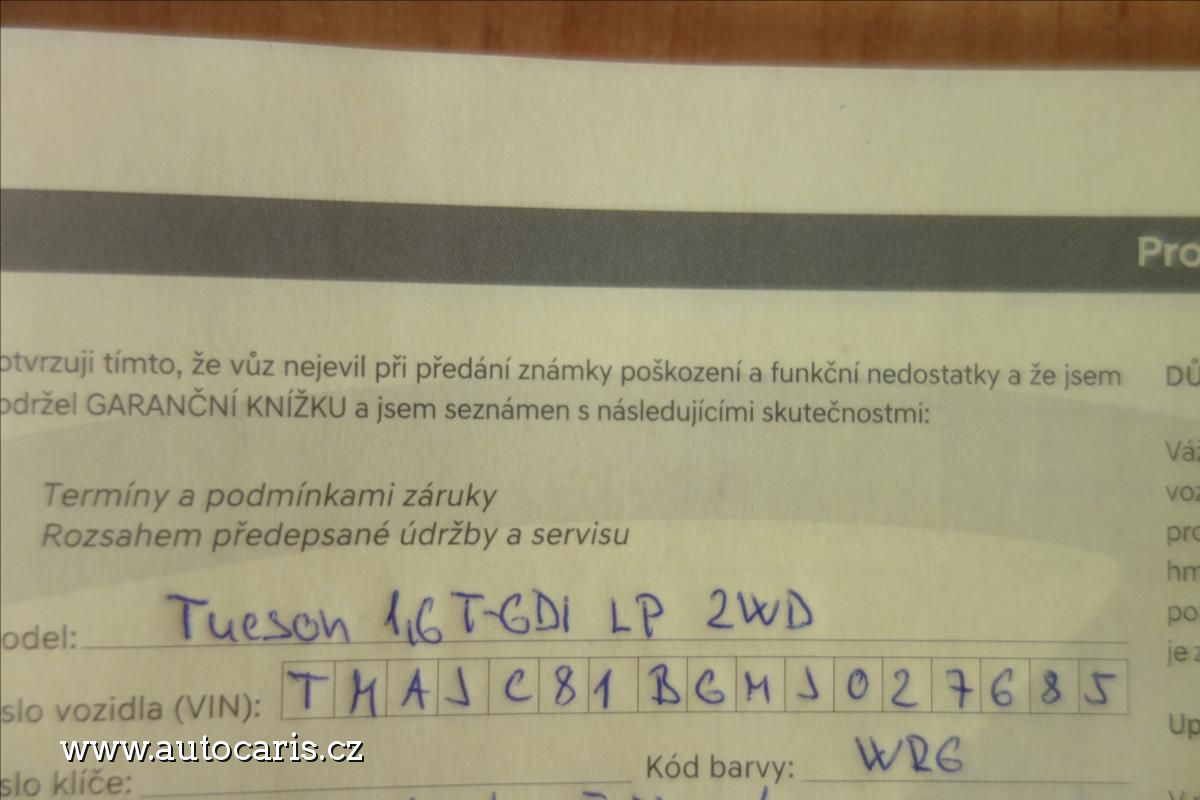 Pro
otvrzuji tímto, že vůz nejevil při předání známky poškození a funkční nedostatky a že jsem
održel GARANČNÍ KNÍŽKU a jsem seznámen s následujícími skutečnostmi:
Termíny a podmínkami záruky
Rozsahem předepsané údržby a servisu
odel: Tucson 1,6 T-GDI LP 2WD
slo vozidla (VIN): TMAJC81BGMJ027685
slo klíče:
Kód barvy: WR6
DŮ
Váž
voz
pro
hm
po
je z
Up
www.autocaris.cz